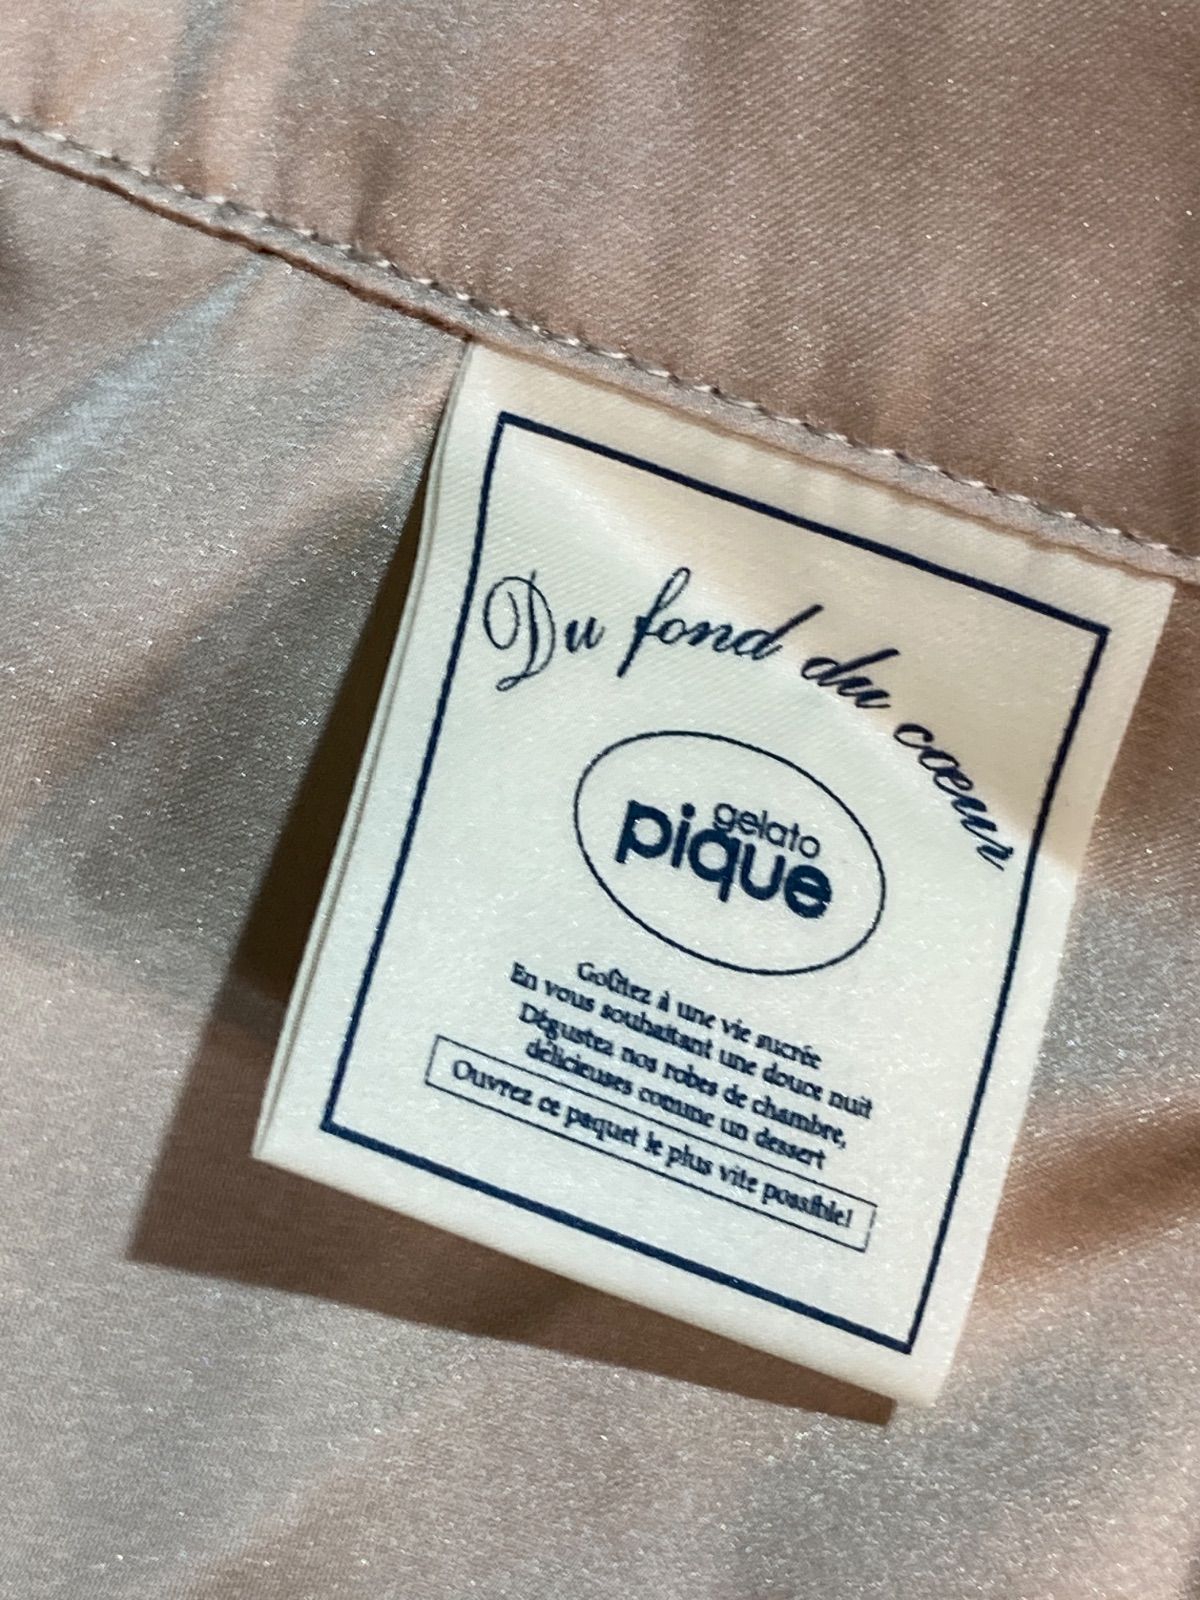 Du fond du cœur
gelato
pique
Goûtez à une vie sucrée
En vous souhaitant une douce nuit
Dégustez nos robes de chambre,
délicieuses comme un dessert
Ouvrez ce paquet le plus vite possible!